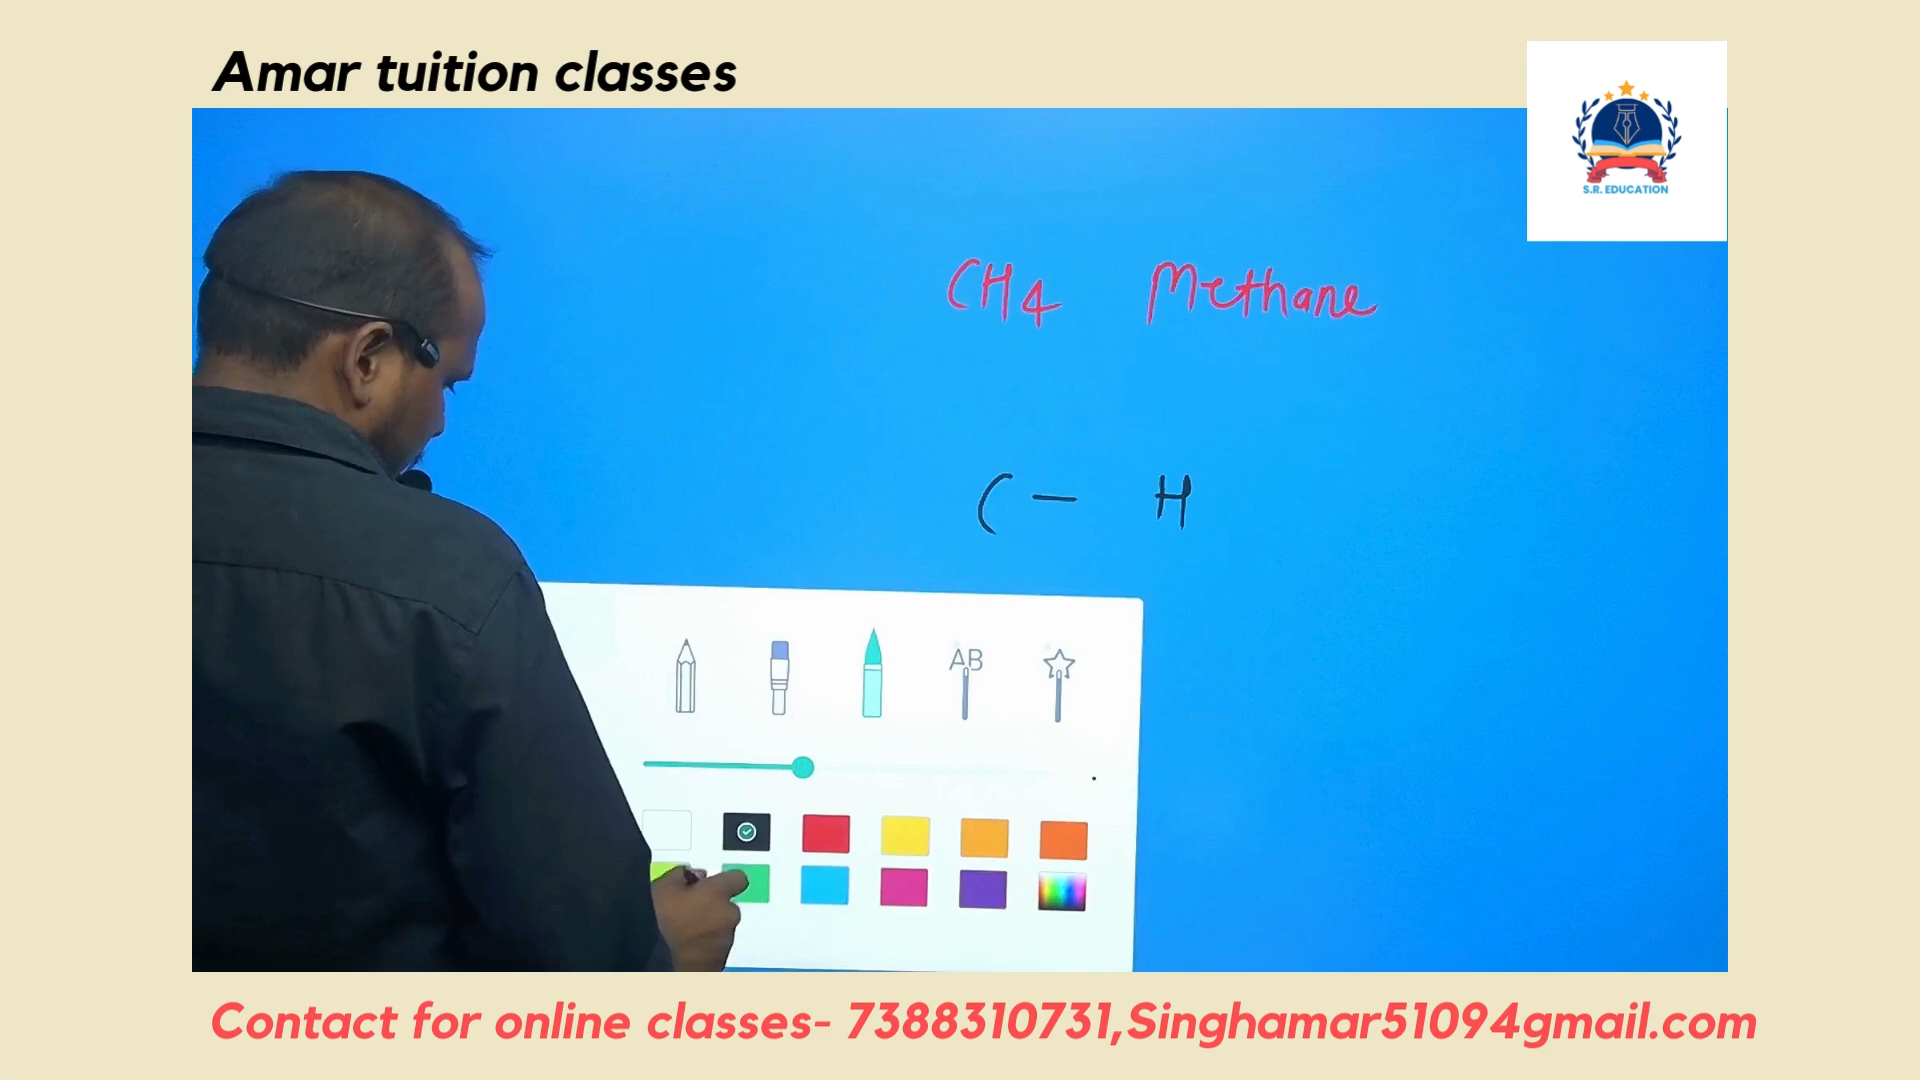 Amar tuition classes
S.R. EDUCATION
CH4 Methane
C — H
AB
Contact for online classes- 7388310731,Singhamar51094gmail.com